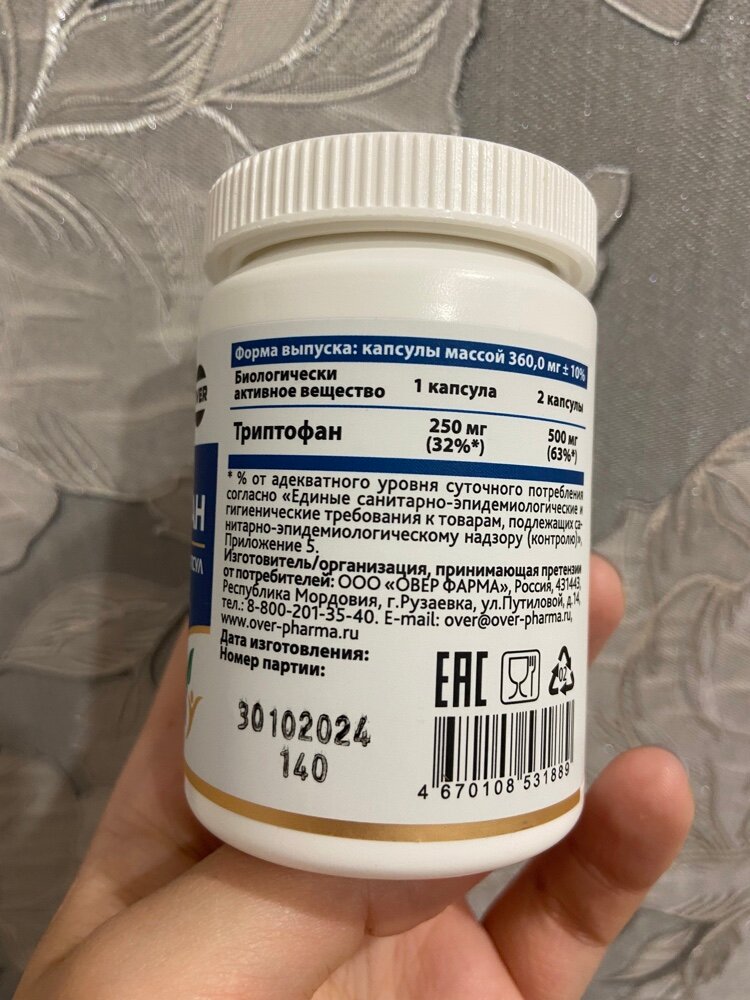 Форма выпуска: капсулы массой 360,0 мг ± 10%
Биологически активное вещество 1 капсула 2 капсулы
Триптофан 250 мг (32%*) 500 мг (63%*)
* % от адекватного уровня суточного потребления
согласно «Единые санитарно-эпидемиологические и
гигиенические требования к товарам, подлежащих са-
нитарно-эпидемиологическому надзору (контролю)»,
Приложение 5.
Изготовитель/организация, принимающая претензии
от потребителей: ООО «ОВЕР ФАРМА», Россия, 431443,
Республика Мордовия, г.Рузаевка, ул.Путиловой, д.14,
тел.: 8-800-201-35-40. E-mail: over@over-pharma.ru,
www.over-pharma.ru
Дата изготовления:
Номер партии:
30102024
140
EAC
02
4 670108 531889